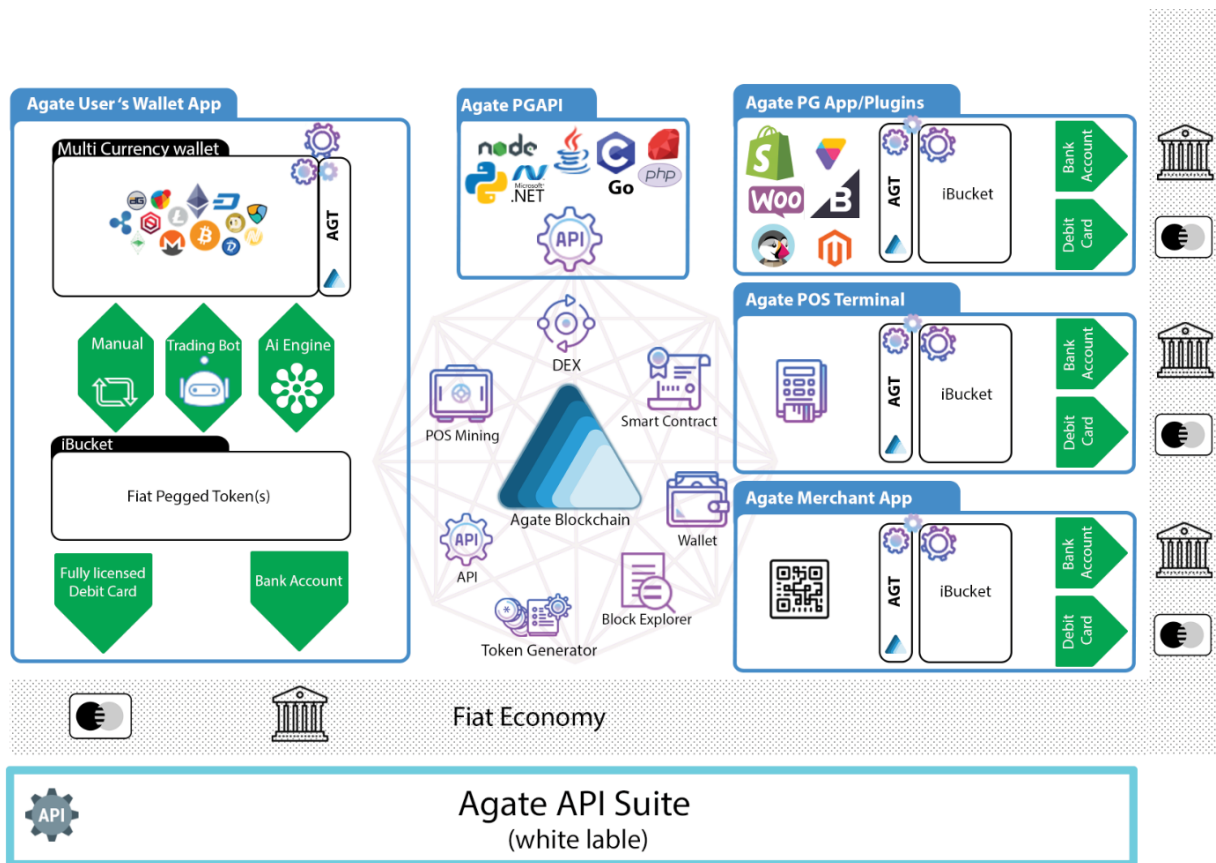 Agate User's Wallet App
Multi Currency wallet
AGT
Manual
Trading Bot
Ai Engine
iBucket
Fiat Pegged Token(s)
Fully licensed
Debit Card
Bank Account
Agate PGAPI
node
Microsoft
.NET
C
Go
php
API
DEX
POS Mining
Smart Contract
Agate Blockchain
Wallet
API
API
Block Explorer
Token Generator
Agate PG App/Plugins
S
WOO
B
AGT
iBucket
Bank
Account
Debit
Card
Agate POS Terminal
AGT
iBucket
Bank
Account
Debit
Card
Agate Merchant App
AGT
iBucket
Bank
Account
Debit
Card
Fiat Economy
API
Agate API Suite
(white lable)